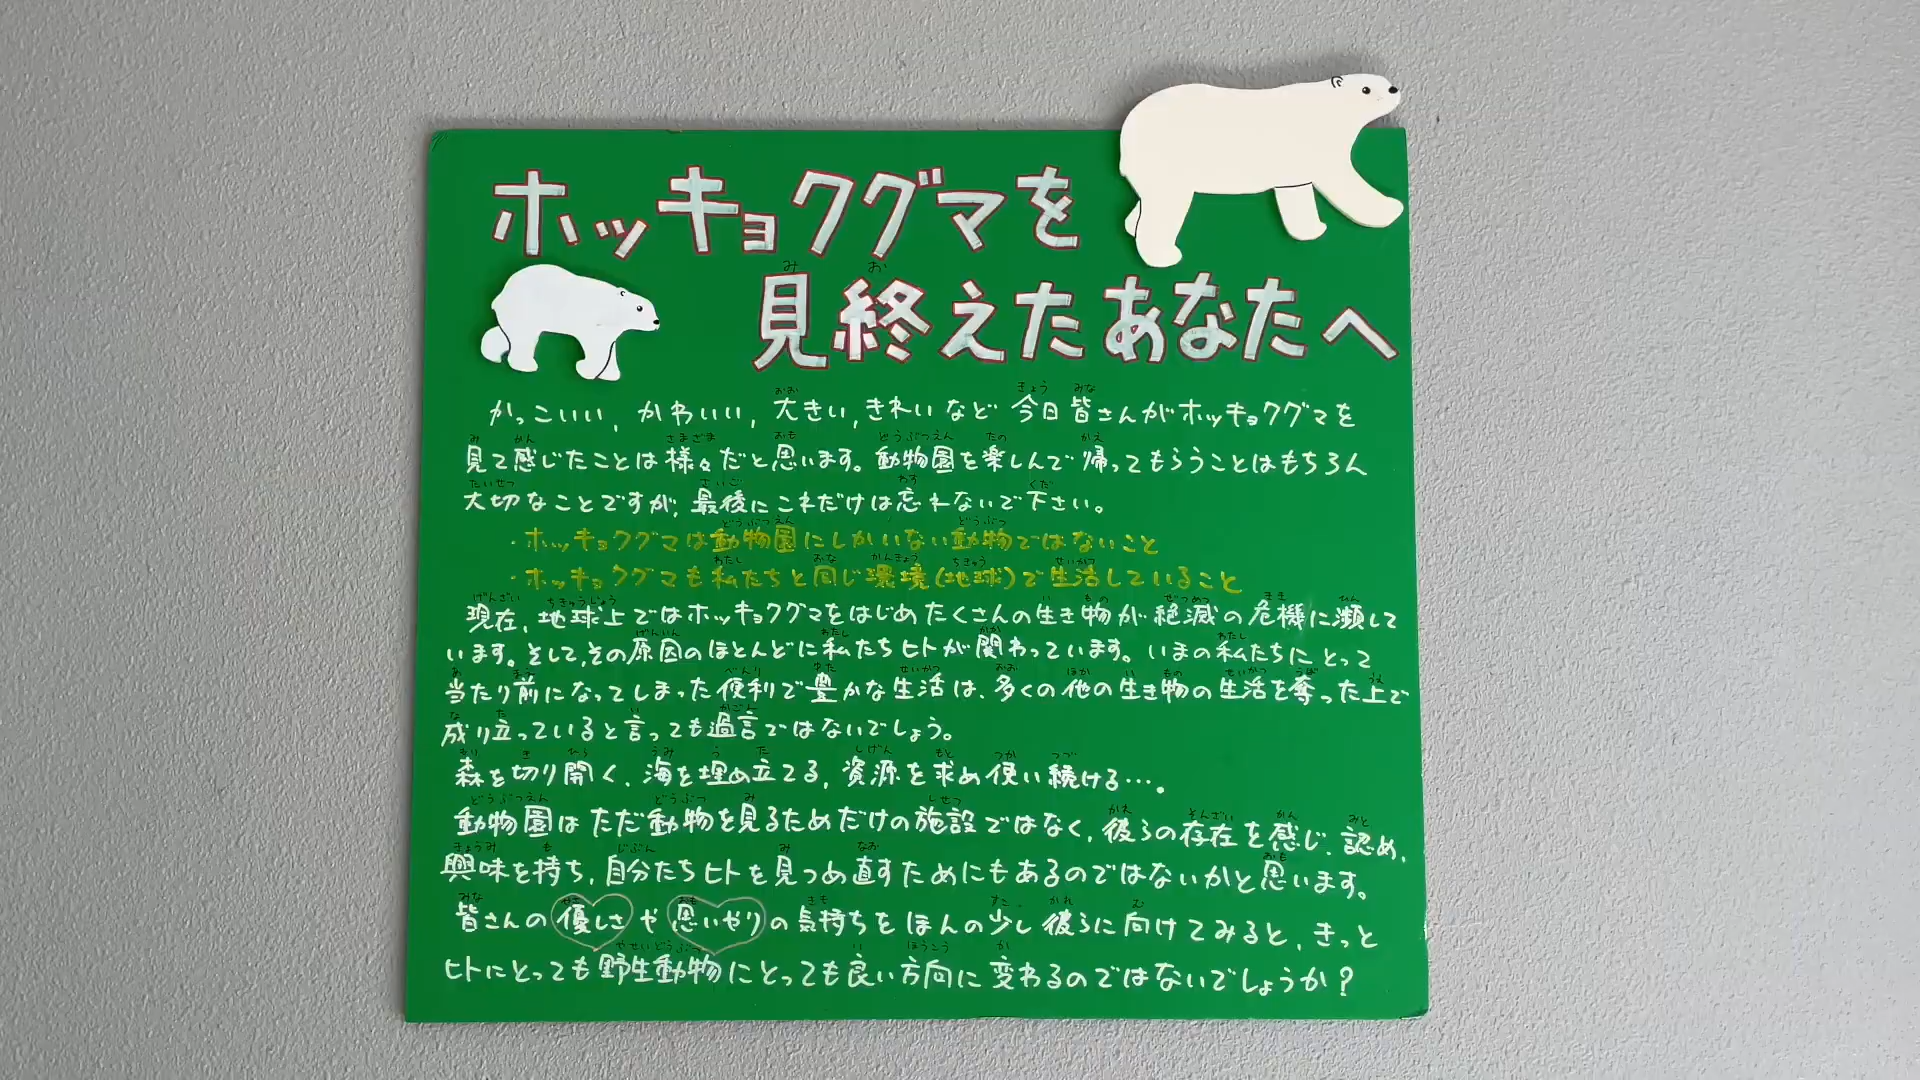 ホッキョクグマを
見終えたあなたへ
かっこいい,かわいい,大きい,きれいなど 今日皆さんがホッキョクグマを
見て感じたことは様々だと思います。動物園を楽しんで帰ってもらうことはもちろん
大切なことですが,最後にこれだけは忘れないで下さい。
・ホッキョクグマは動物園にしかいない動物ではないこと
・ホッキョクグマも私たちと同じ環境(地球)で生活していること
現在,地球上ではホッキョクグマをはじめたくさんの生き物が絶滅の危機に瀕して
います。そして,その原因のほとんどに私たちヒトが関わっています。いまの私たちにとって
当たり前になってしまった便利で豊かな生活は、多くの他の生き物の生活を奪った上で
成り立っていると言っても過言ではないでしょう。
森を切り開く、海を埋め立てる,資源を求め使い続ける…。
動物園はただ動物を見るためだけの施設ではなく,彼らの存在を感じ、認め,
興味を持ち,自分たちヒトを見つめ直すためにもあるのではないかと思います。
皆さんの優しさや思いやりの気持ちをほんの少し彼らに向けてみると,きっと
ヒトにとっても野生動物にとっても良い方向に変わるのではないでしょうか?